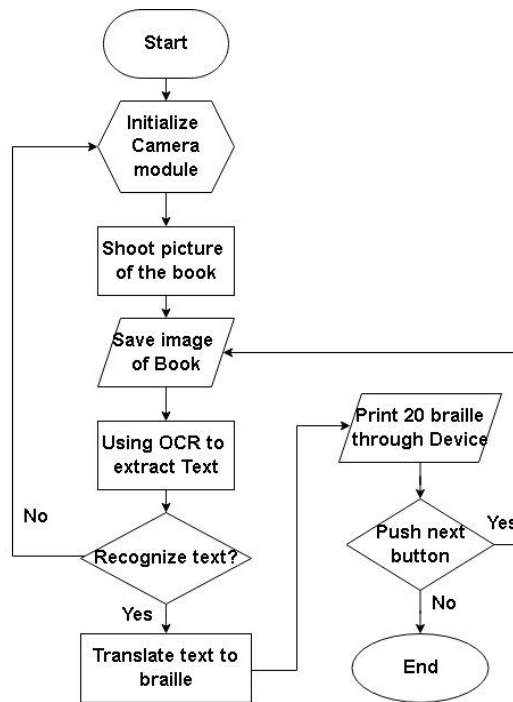 Start
Initialize
Camera
module
Shoot picture
of the book
Save image
of Book
Using OCR to
extract Text
No
Recognize text?
Yes
Translate text to
braille
Print 20 braille
through Device
Push next
button
Yes
No
End